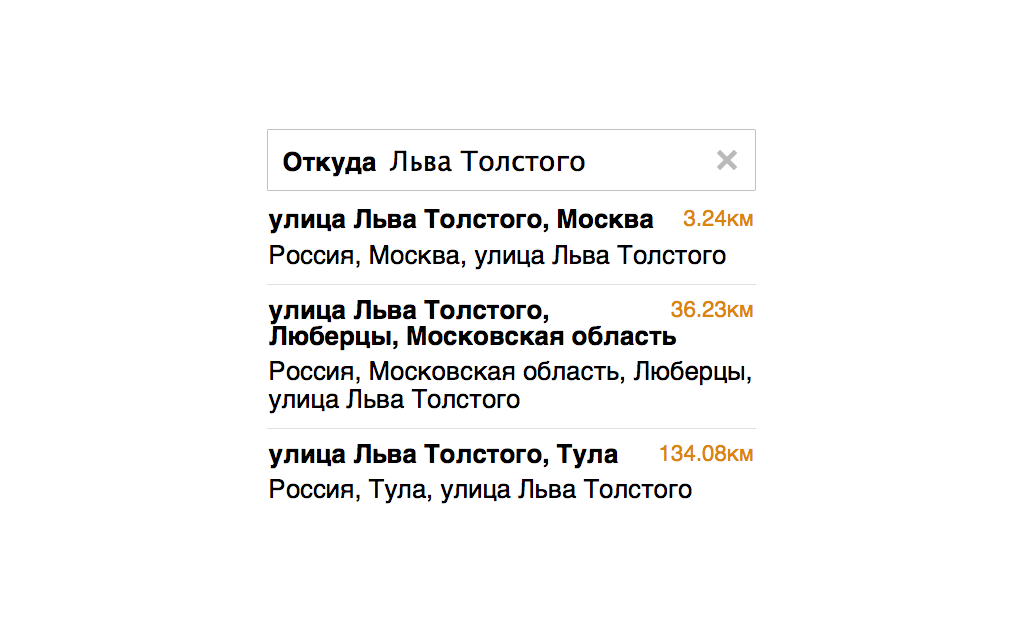 Откуда Льва Толстого
улица Льва Толстого, Москва 3.24км
Россия, Москва, улица Льва Толстого
улица Льва Толстого, 36.23км
Люберцы, Московская область
Россия, Московская область, Люберцы,
улица Льва Толстого
улица Льва Толстого, Тула 134.08км
Россия, Тула, улица Льва Толстого